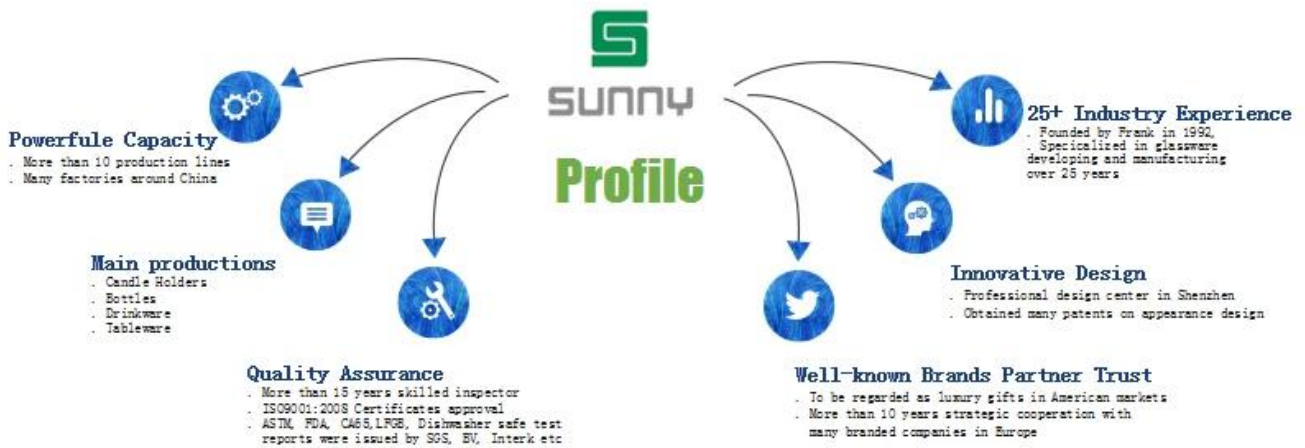 SUNNY
Profile
Powerfule Capacity
. More than 10 production lines
. Many factories around China
Main productions
. Candle Holders
. Bottles
. Drinkware
. Tableware
Quality Assurance
. More than 15 years skilled inspector
. ISO9001:2008 Certificates approval
. ASTM, FDA, CA65,LFGB, Dishwasher safe test
reports were issued by SGS, BV, Interk etc
25+ Industry Experience
. Founded by Frank in 1992,
. Specicalized in glassware
developing and manufacturing
over 25 years
Innovative Design
. Professional design center in Shenzhen
. Obtained many patents on appearance design
Well-known Brands Partner Trust
. To be regarded as luxury gifts in American markets
. More than 10 years strategic cooperation with
many branded companies in Europe